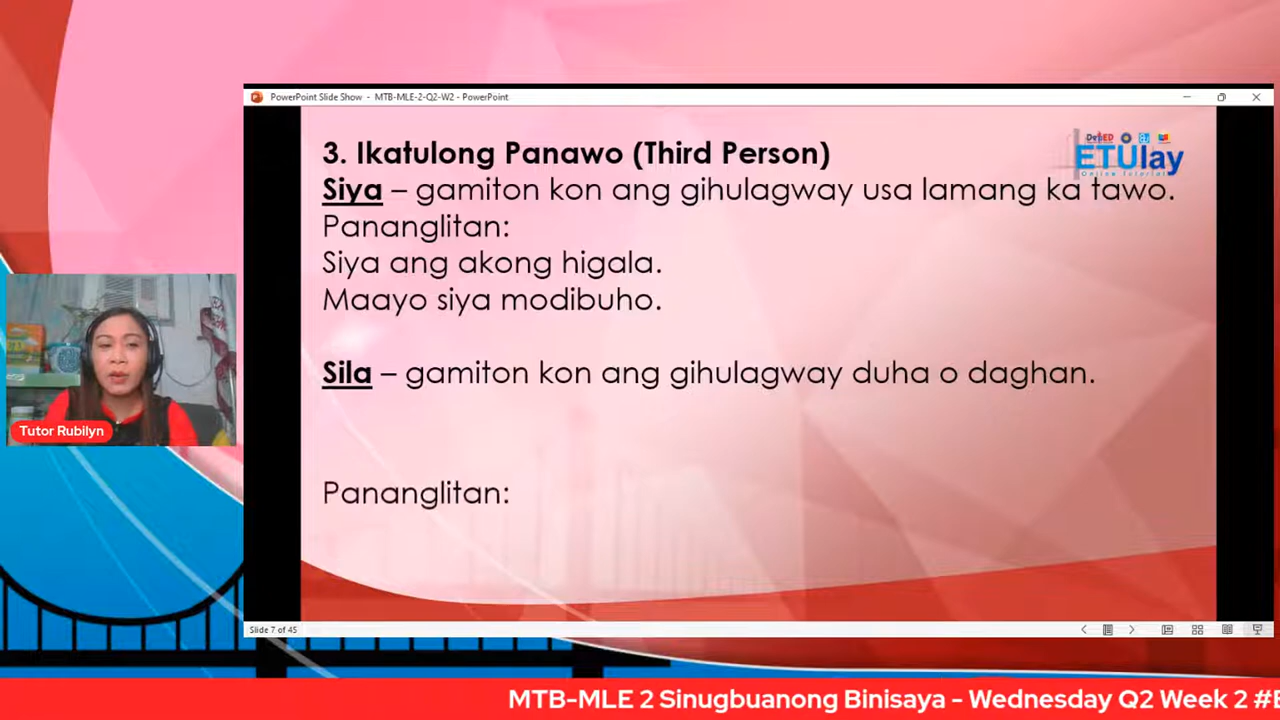 PowerPoint Slide Show - MTB-MLE-2-Q2-W2 - PowerPoint
3. Ikatulong Panawo (Third Person)
DepED
ETUlay
Online Tutorial
Siya – gamiton kon ang gihulagway usa lamang ka tawo.
Pananglitan:
Siya ang akong higala.
Maayo siya modibuho.
Sila – gamiton kon ang gihulagway duha o daghan.
Pananglitan:
Tutor Rubilyn
Slide 7 of 45
MTB-MLE 2 Sinugbuanong Binisaya - Wednesday Q2 Week 2 #E